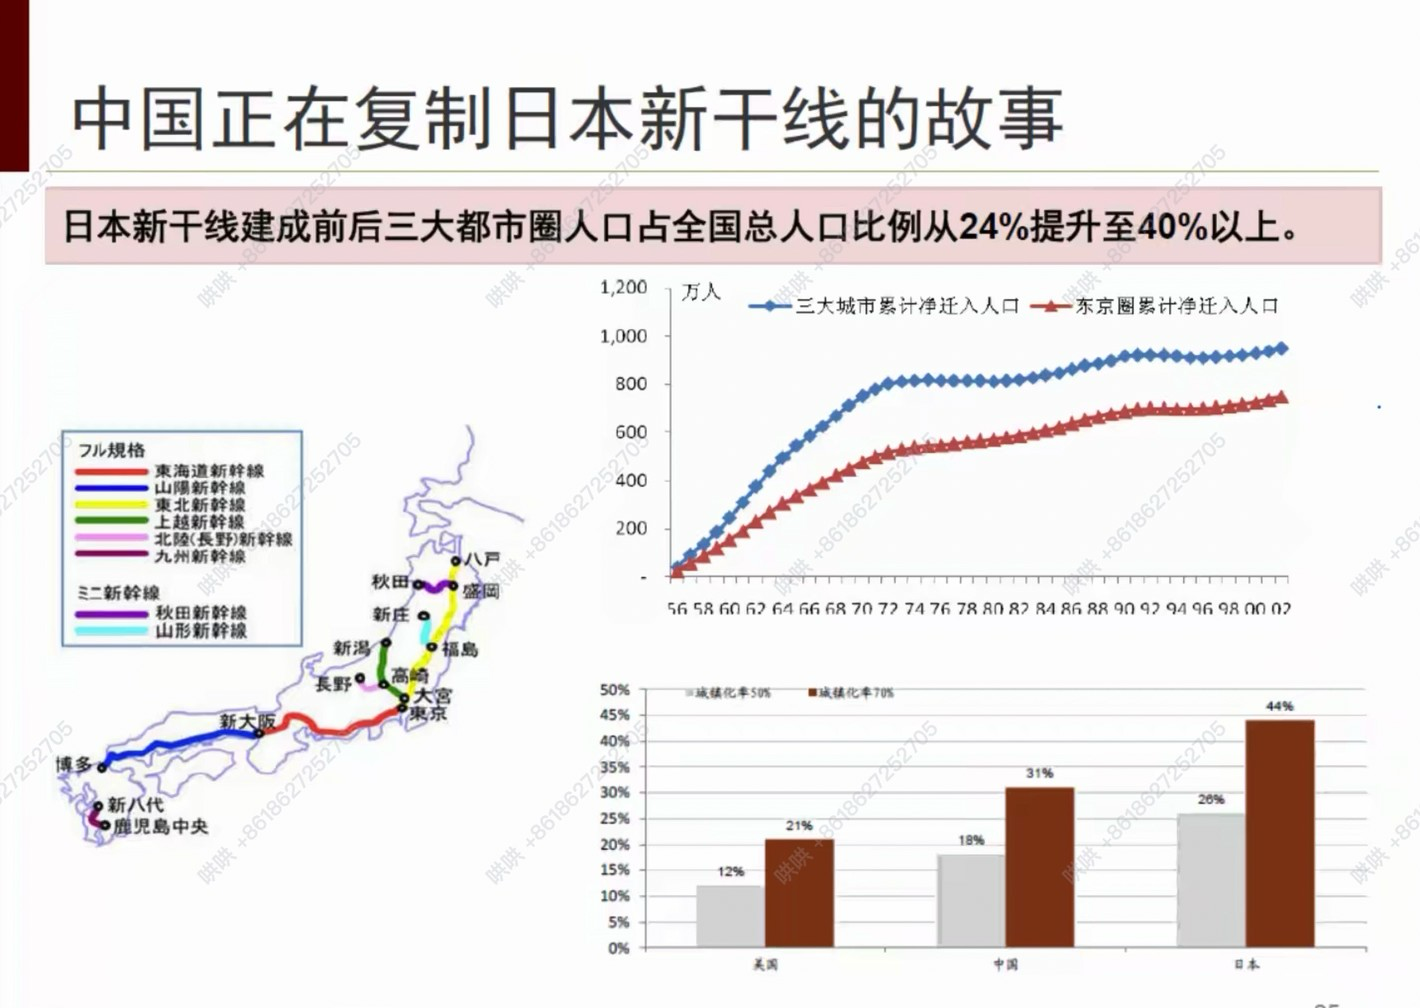 中国正在复制日本新干线的故事
日本新干线建成前后三大都市圈人口占全国总人口比例从24%提升至40%以上。
フル規格
東海道新幹線
山陽新幹線
東北新幹線
上越新幹線
北陸(長野)新幹線
九州新幹線
ミニ新幹線
秋田新幹線
山形新幹線
八戸
秋田
盛岡
新庄
新潟
福島
高崎
長野
大宮
東京
新大阪
博多
新八代
鹿児島中央
万人
三大城市累计净迁入人口
东京圈累计净迁入人口
1,200
1,000
800
600
400
200
-
56 58 60 62 64 66 68 70 72 74 76 78 80 82 84 86 88 90 92 94 96 98 00 02
城镇化率50%
城镇化率70%
50%
45%
40%
35%
30%
25%
20%
15%
10%
5%
0%
12%
21%
18%
31%
26%
44%
美国
中国
日本
哄哄 +8618627252705